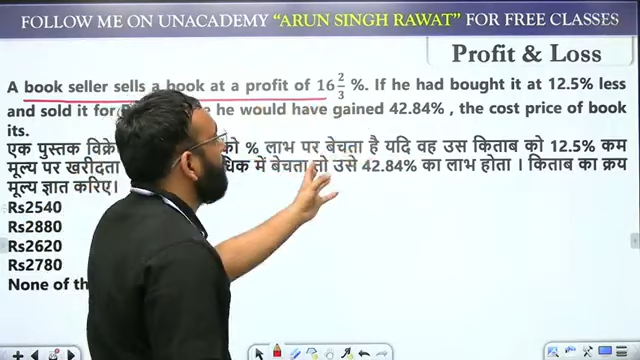 FOLLOW ME ON UNACADEMY “ARUN SINGH RAWAT” FOR FREE CLASSES
Profit & Loss
A book seller sells a book at a profit of 16 2/3 %. If he had bought it at 12.5% less
and sold it for he would have gained 42.84% , the cost price of book
its.
एक पुस्तक को % लाभ पर बेचता है यदि वह उस किताब को 12.5% कम
मूल्य पर खरीदता में बेचता तो उसे 42.84% का लाभ होता । किताब का क्रय
मूल्य ज्ञात करिए।
Rs2540
Rs2880
Rs2620
Rs2780
None of